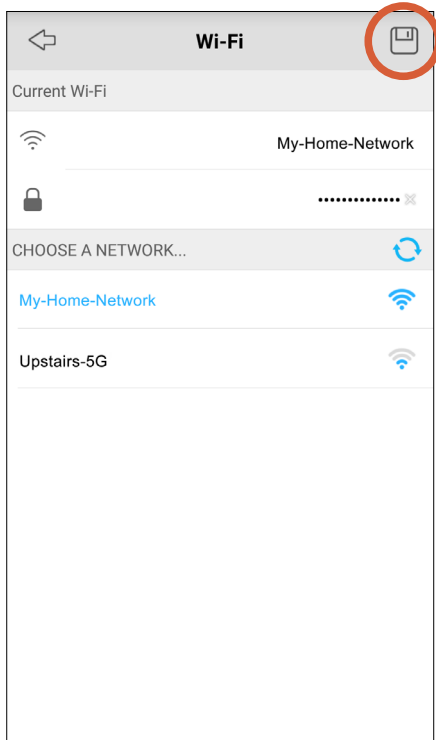 Wi-Fi
Current Wi-Fi
My-Home-Network
••••••••••••••
CHOOSE A NETWORK...
My-Home-Network
Upstairs-5G